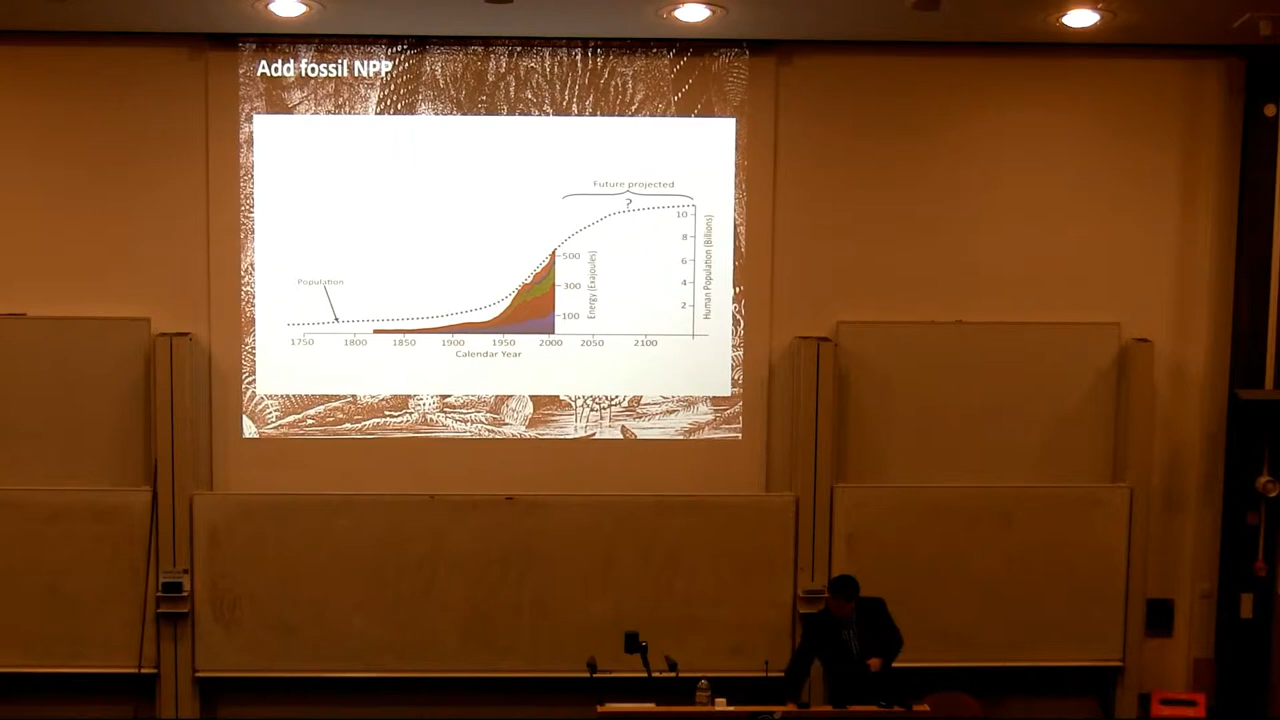 Add fossil NPP
Future projected
?
10
8
6
4
2
Human Population (Billions)
500
300
100
Energy (Exajoules)
Population
1750 1800 1850 1900 1950 2000 2050 2100
Calendar Year